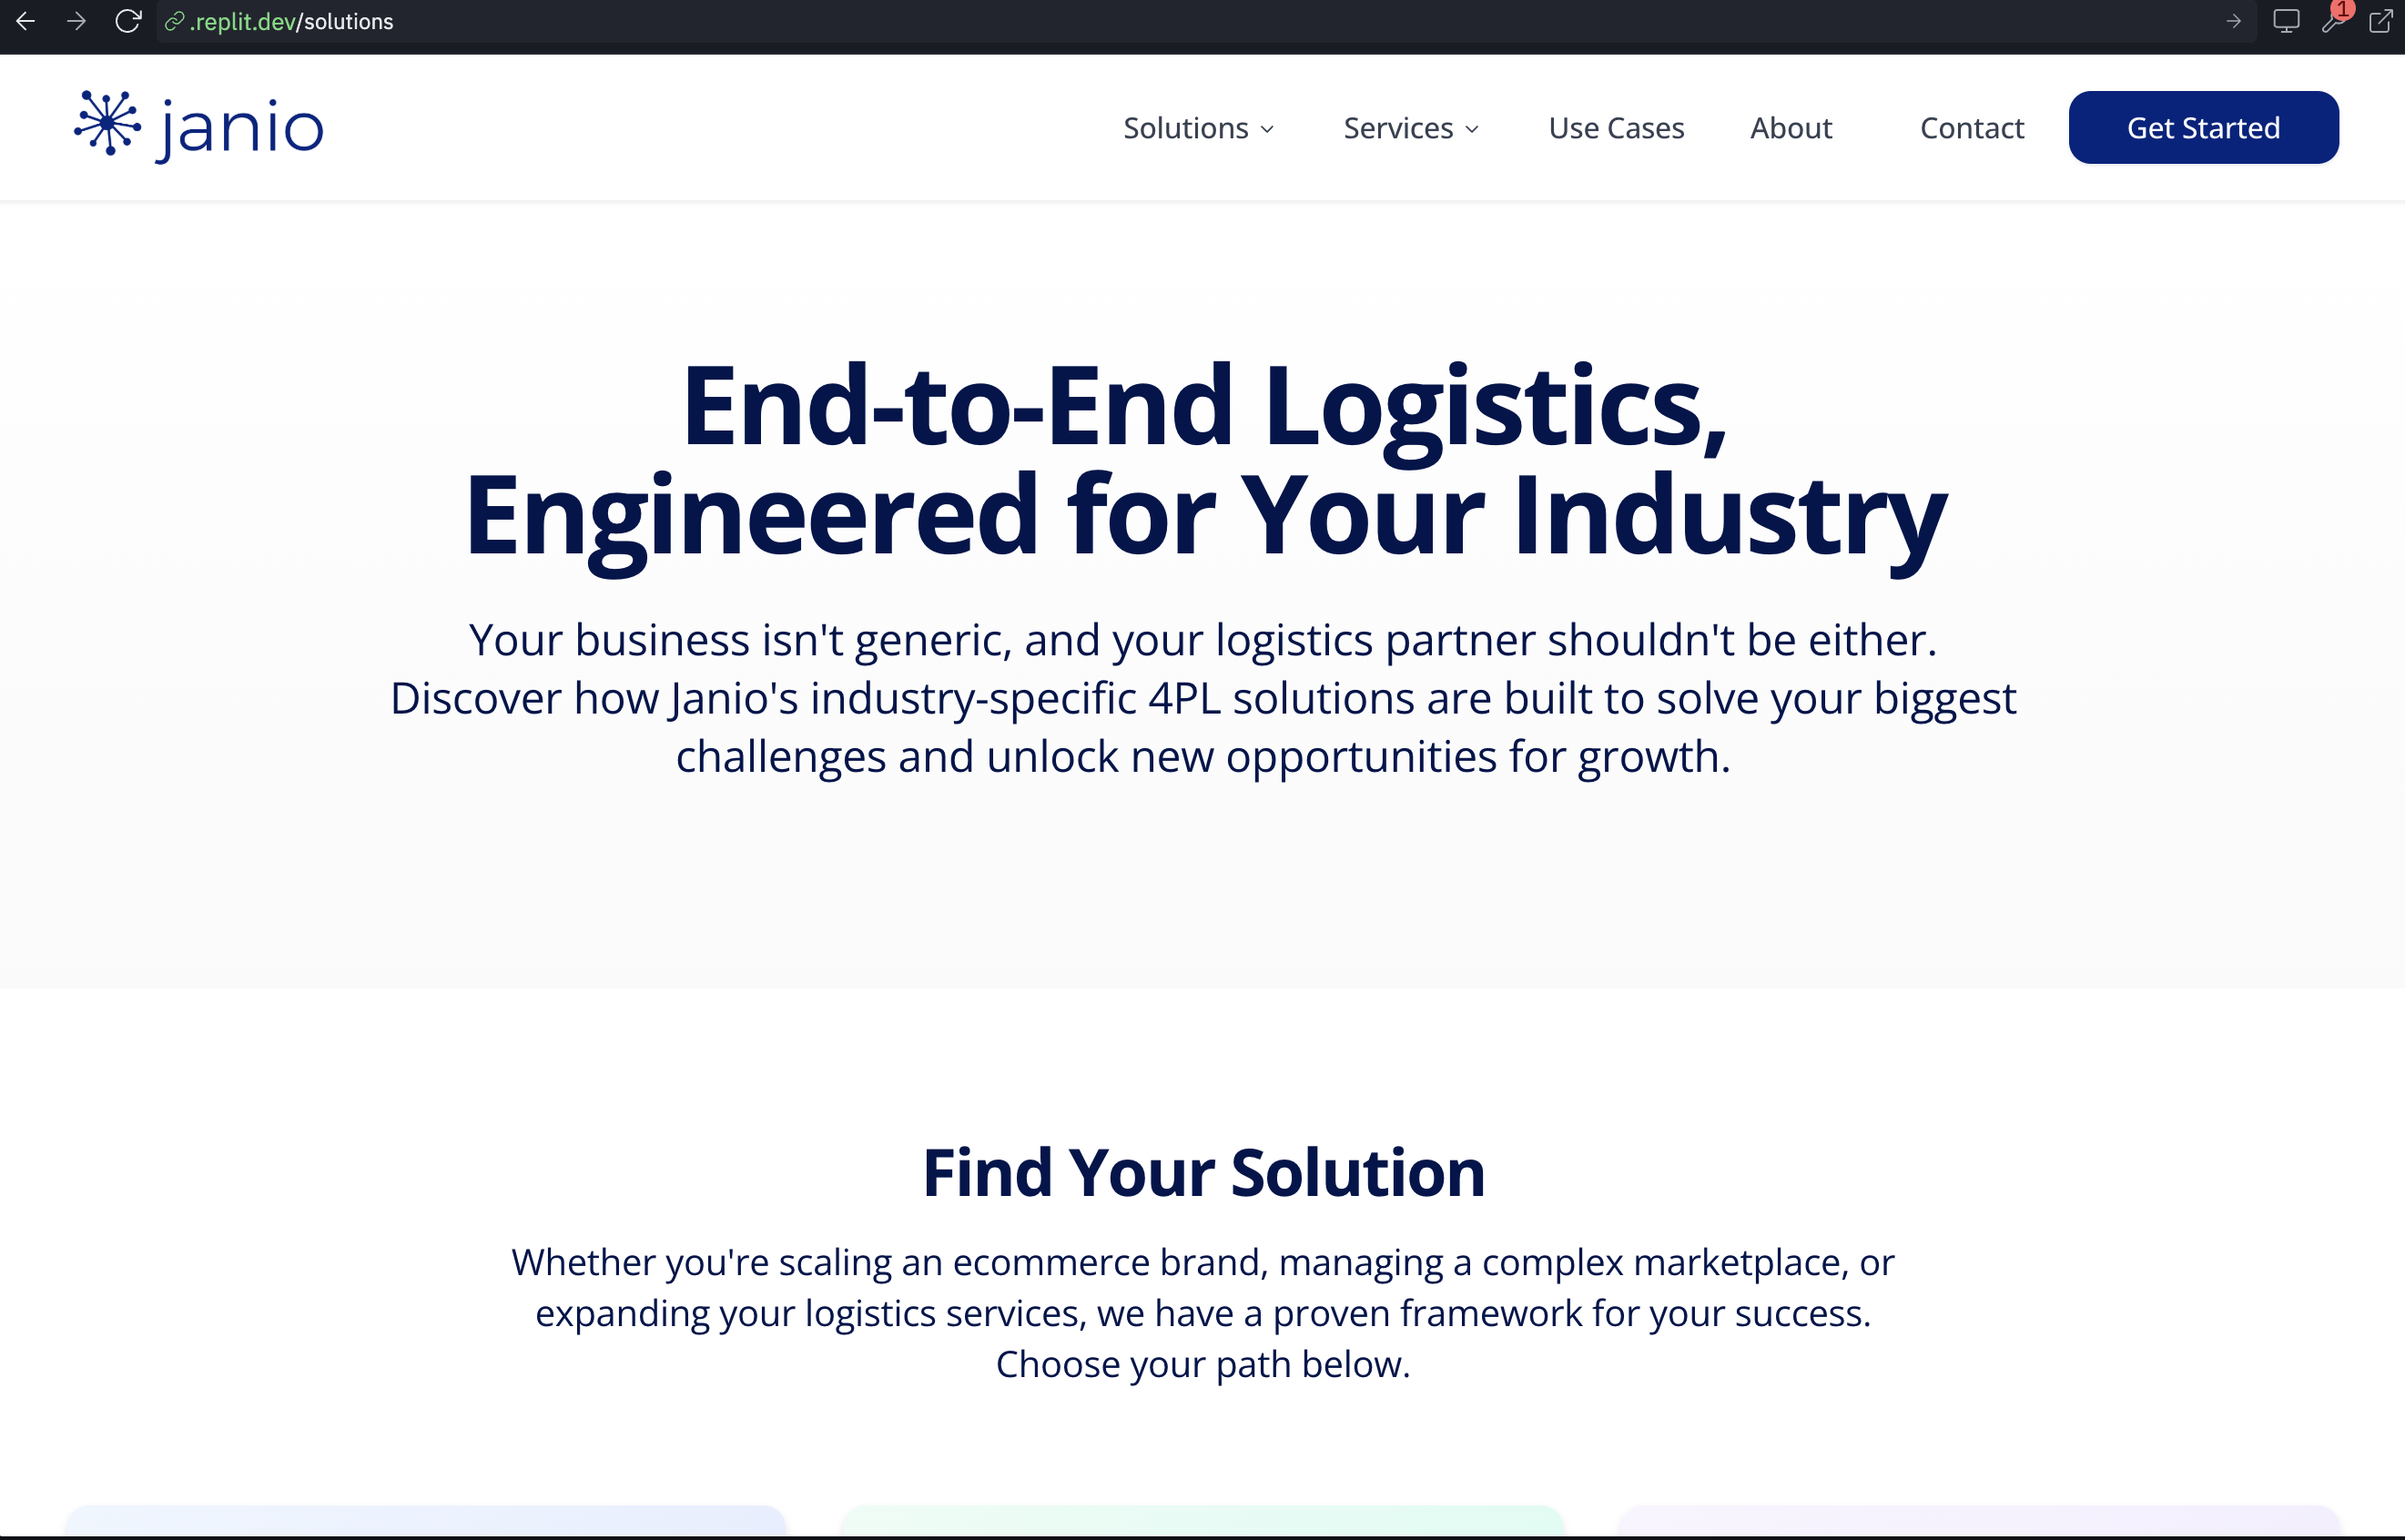 .replit.dev/solutions
1
janio
Solutions
Services
Use Cases
About
Contact
Get Started
End-to-End Logistics,
Engineered for Your Industry
Your business isn't generic, and your logistics partner shouldn't be either.
Discover how Janio's industry-specific 4PL solutions are built to solve your biggest
challenges and unlock new opportunities for growth.
Find Your Solution
Whether you're scaling an ecommerce brand, managing a complex marketplace, or
expanding your logistics services, we have a proven framework for your success.
Choose your path below.